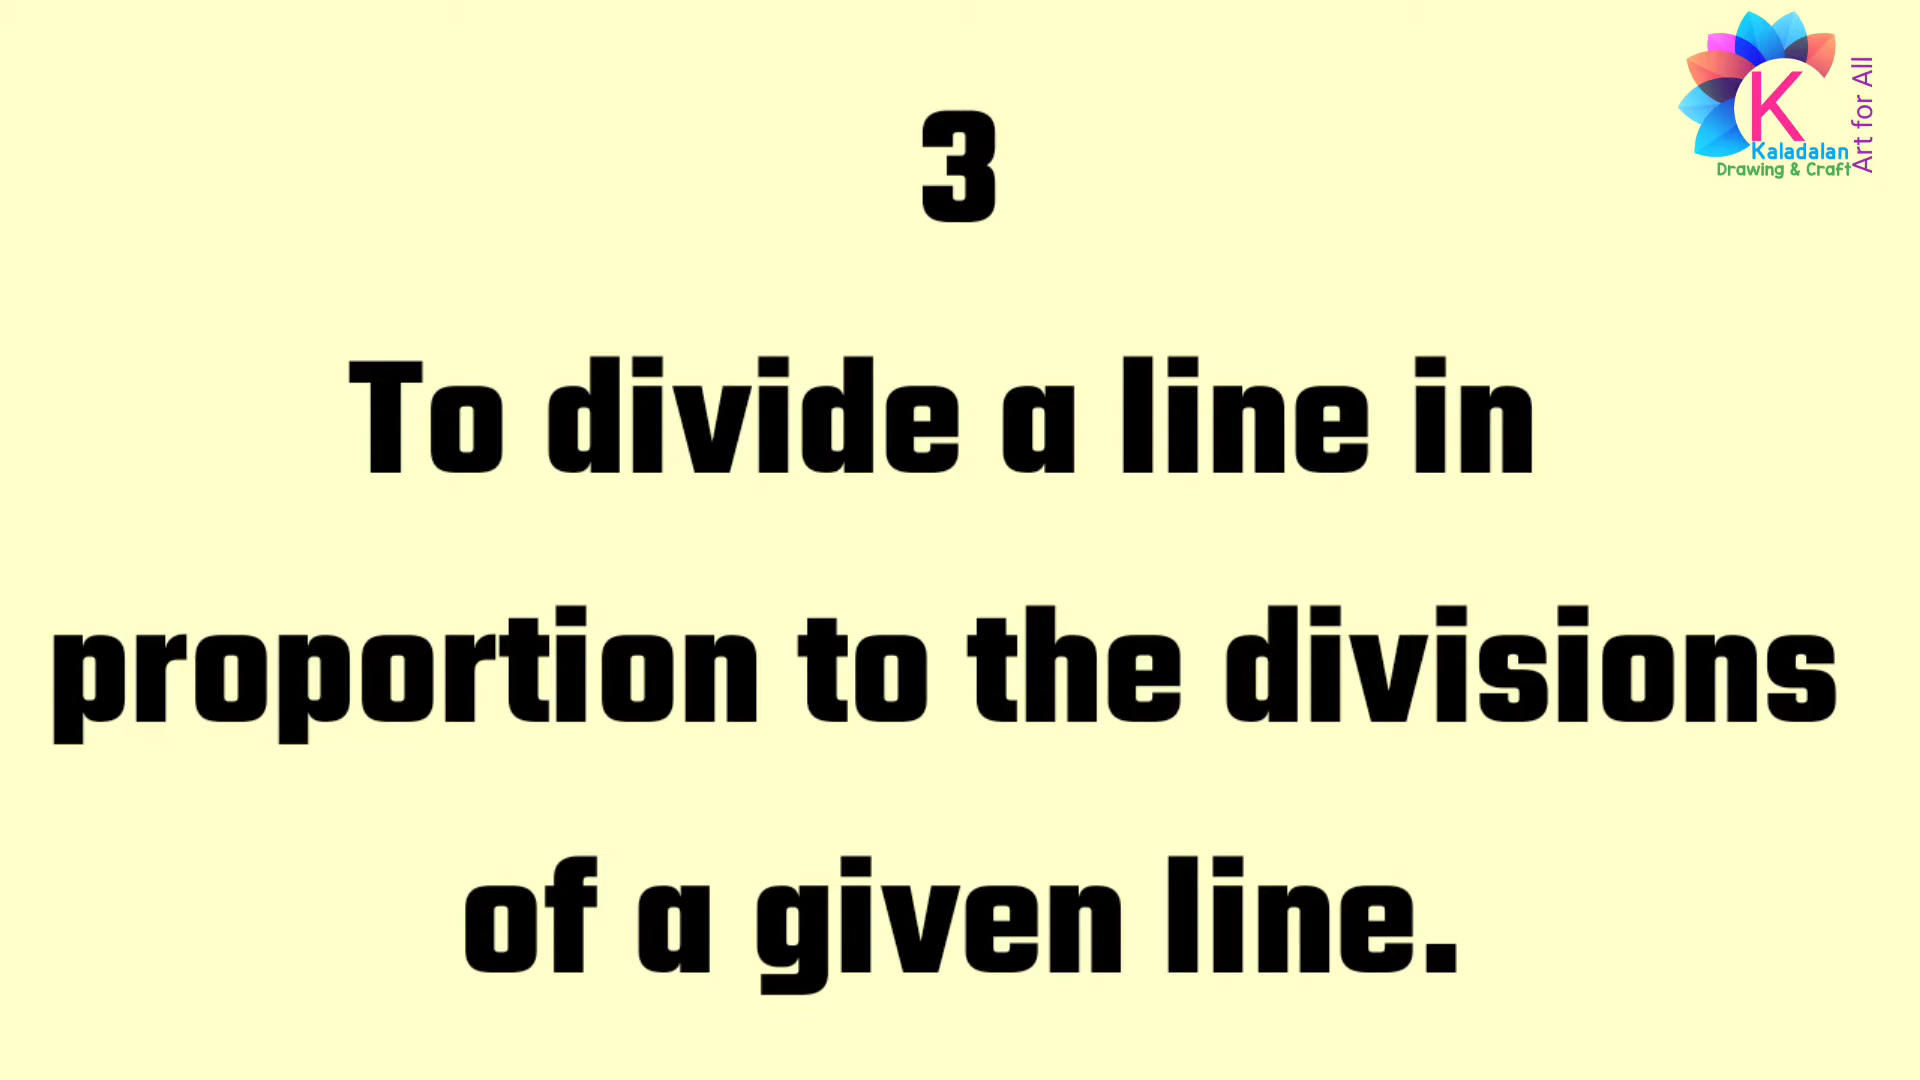 3
To divide a line in
proportion to the divisions
of a given line.
K
Kaladalan
Drawing & Craft
Art for All